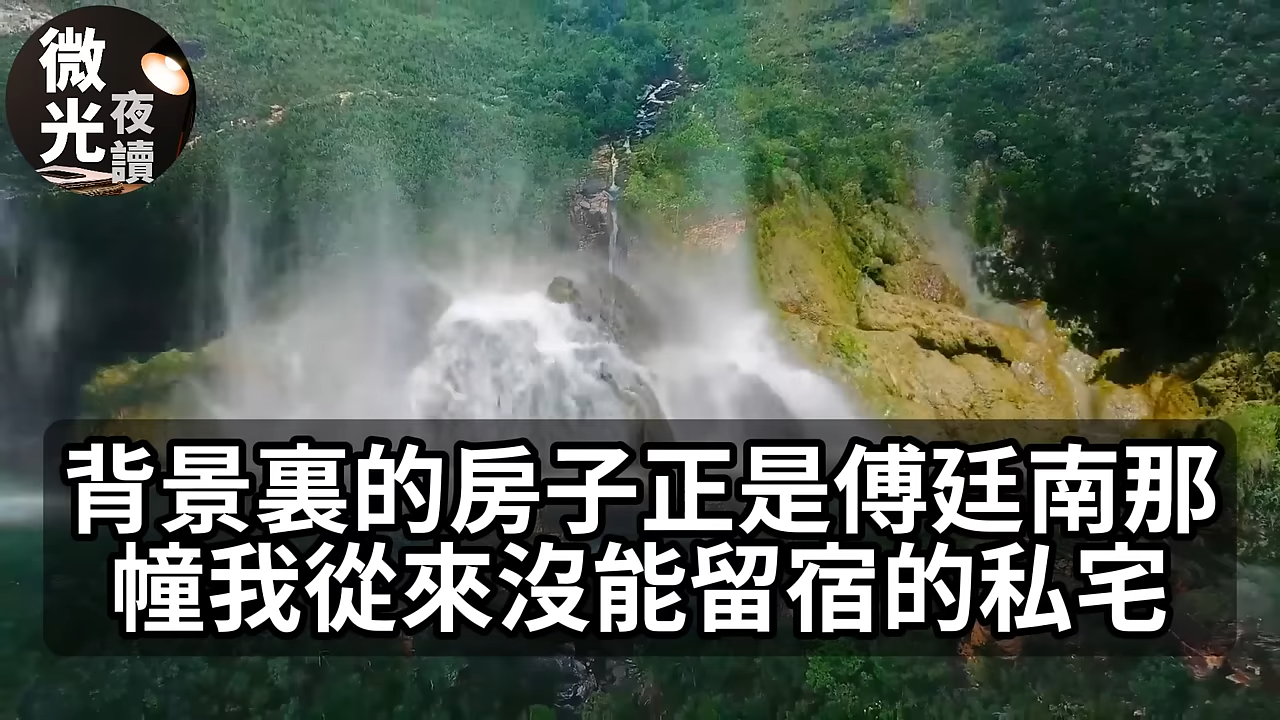 微光
夜讀
背景裏的房子正是傅廷南那
幢我從來沒能留宿的私宅